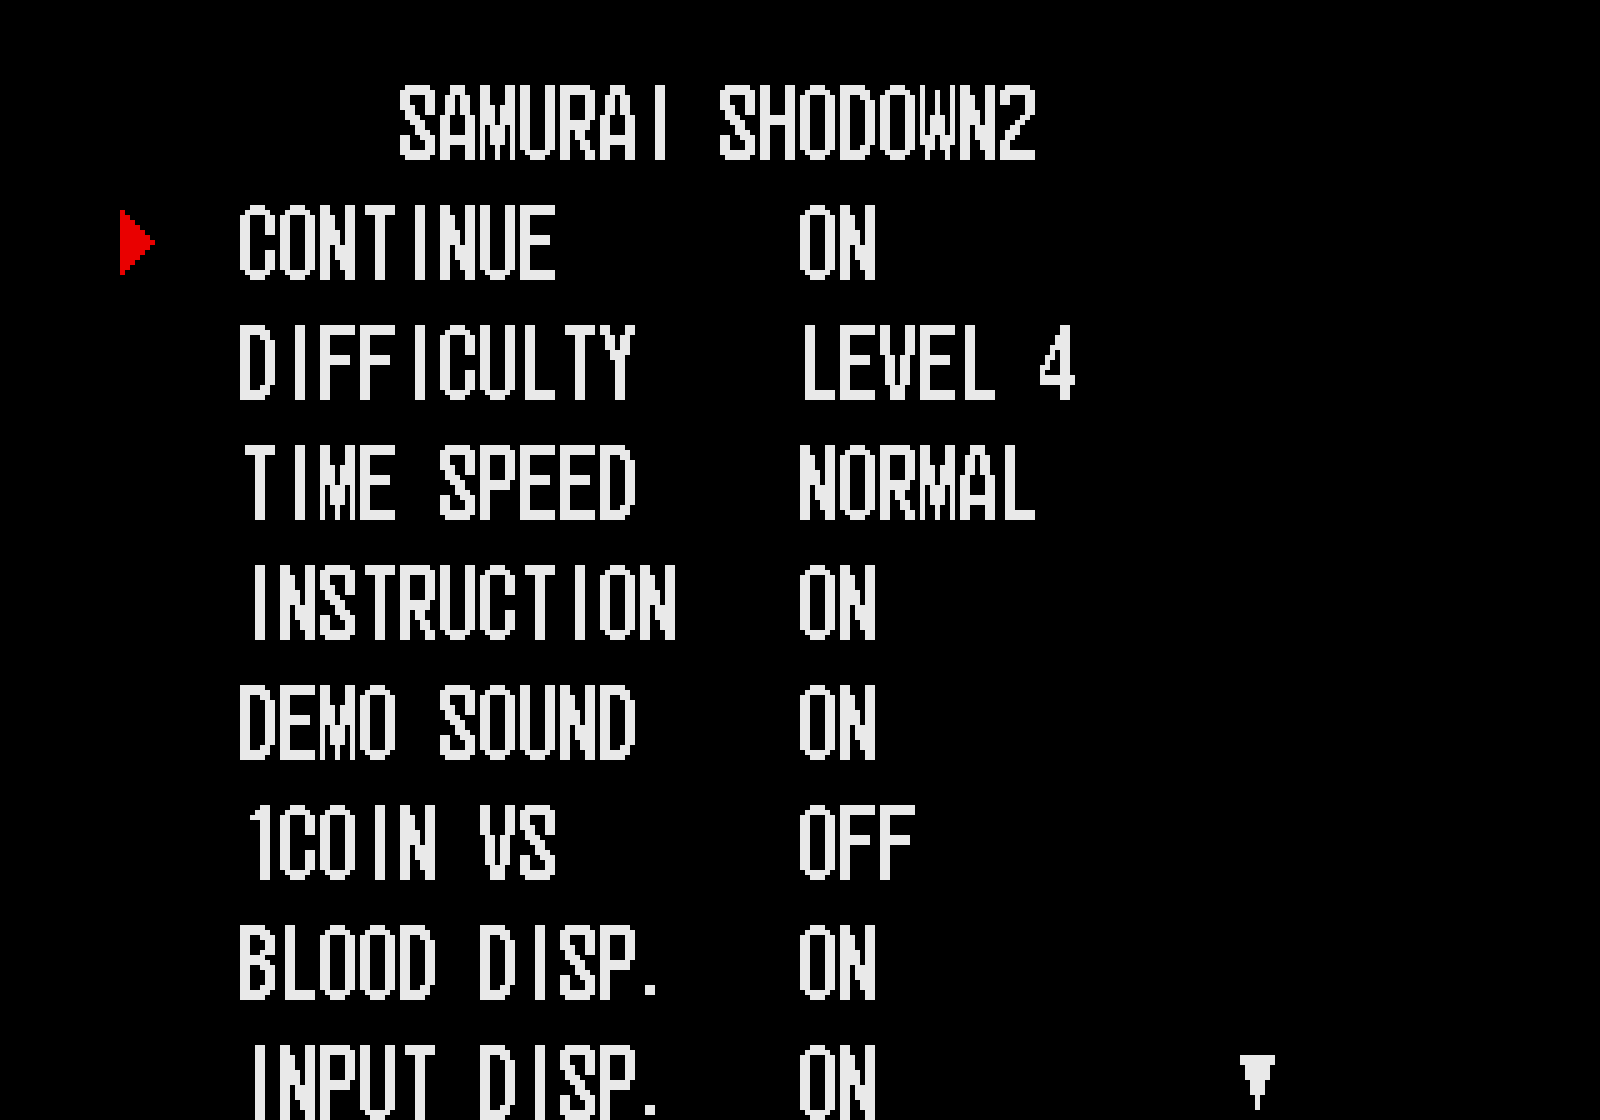 SAMURAI SHODOWN2
CONTINUE ON
DIFFICULTY LEVEL 4
TIME SPEED NORMAL
INSTRUCTION ON
DEMO SOUND ON
1COIN VS OFF
BLOOD DISP. ON
INPUT DISP. ON